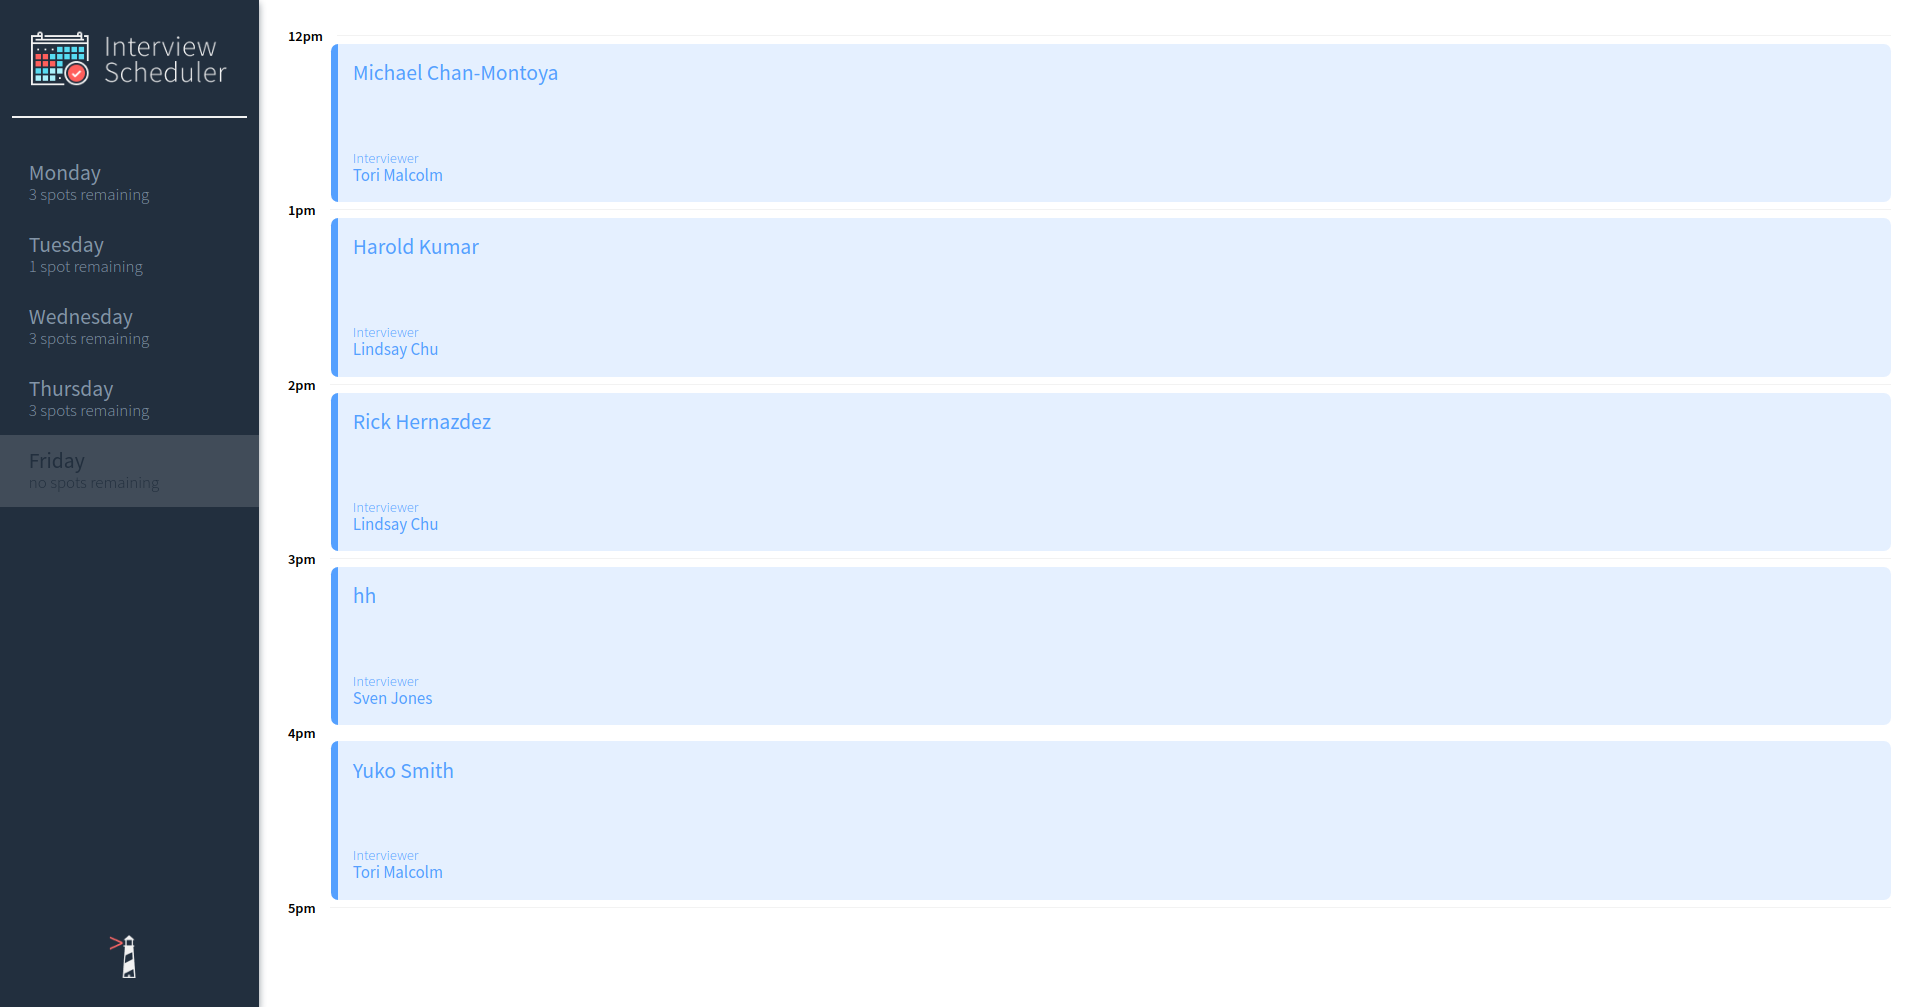 Interview
Scheduler
Monday
3 spots remaining
Tuesday
1 spot remaining
Wednesday
3 spots remaining
Thursday
3 spots remaining
Friday
no spots remaining
12pm
Michael Chan-Montoya
Interviewer
Tori Malcolm
1pm
Harold Kumar
Interviewer
Lindsay Chu
2pm
Rick Hernazdez
Interviewer
Lindsay Chu
3pm
hh
Interviewer
Sven Jones
4pm
Yuko Smith
Interviewer
Tori Malcolm
5pm